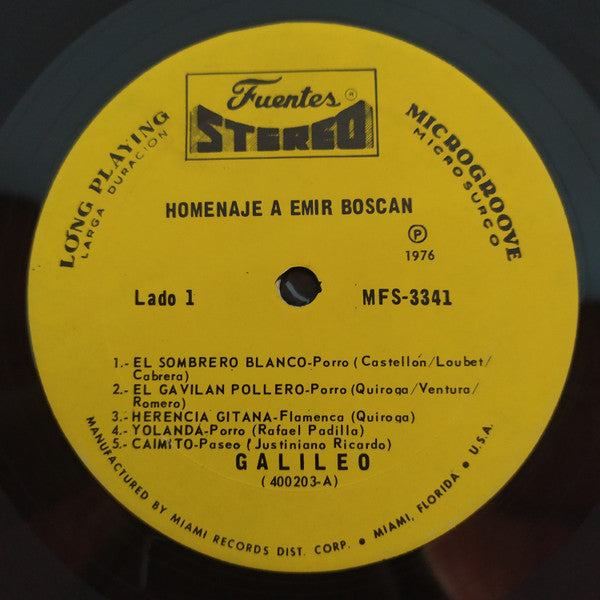 Fuentes ®
STEREO
LONG PLAYING
LARGA DURACION
MICROGROOVE
MICROSURCO
HOMENAJE A EMIR BOSCAN
Ⓟ
1976
Lado 1
MFS-3341
1.- EL SOMBRERO BLANCO-Porro (Castellón/Loubet/
Cabrera)
2.- EL GAVILAN POLLERO-Porro (Quiroga/Ventura/
Romero)
3.- HERENCIA GITANA-Flamenca (Quiroga)
4.- YOLANDA-Porro (Rafael Padilla)
5.- CAIMITO-Paseo (Justiniano Ricardo)
GALILEO
(400203-A)
MANUFACTURED BY MIAMI RECORDS DIST. CORP. • MIAMI, FLORIDA • U.S.A.